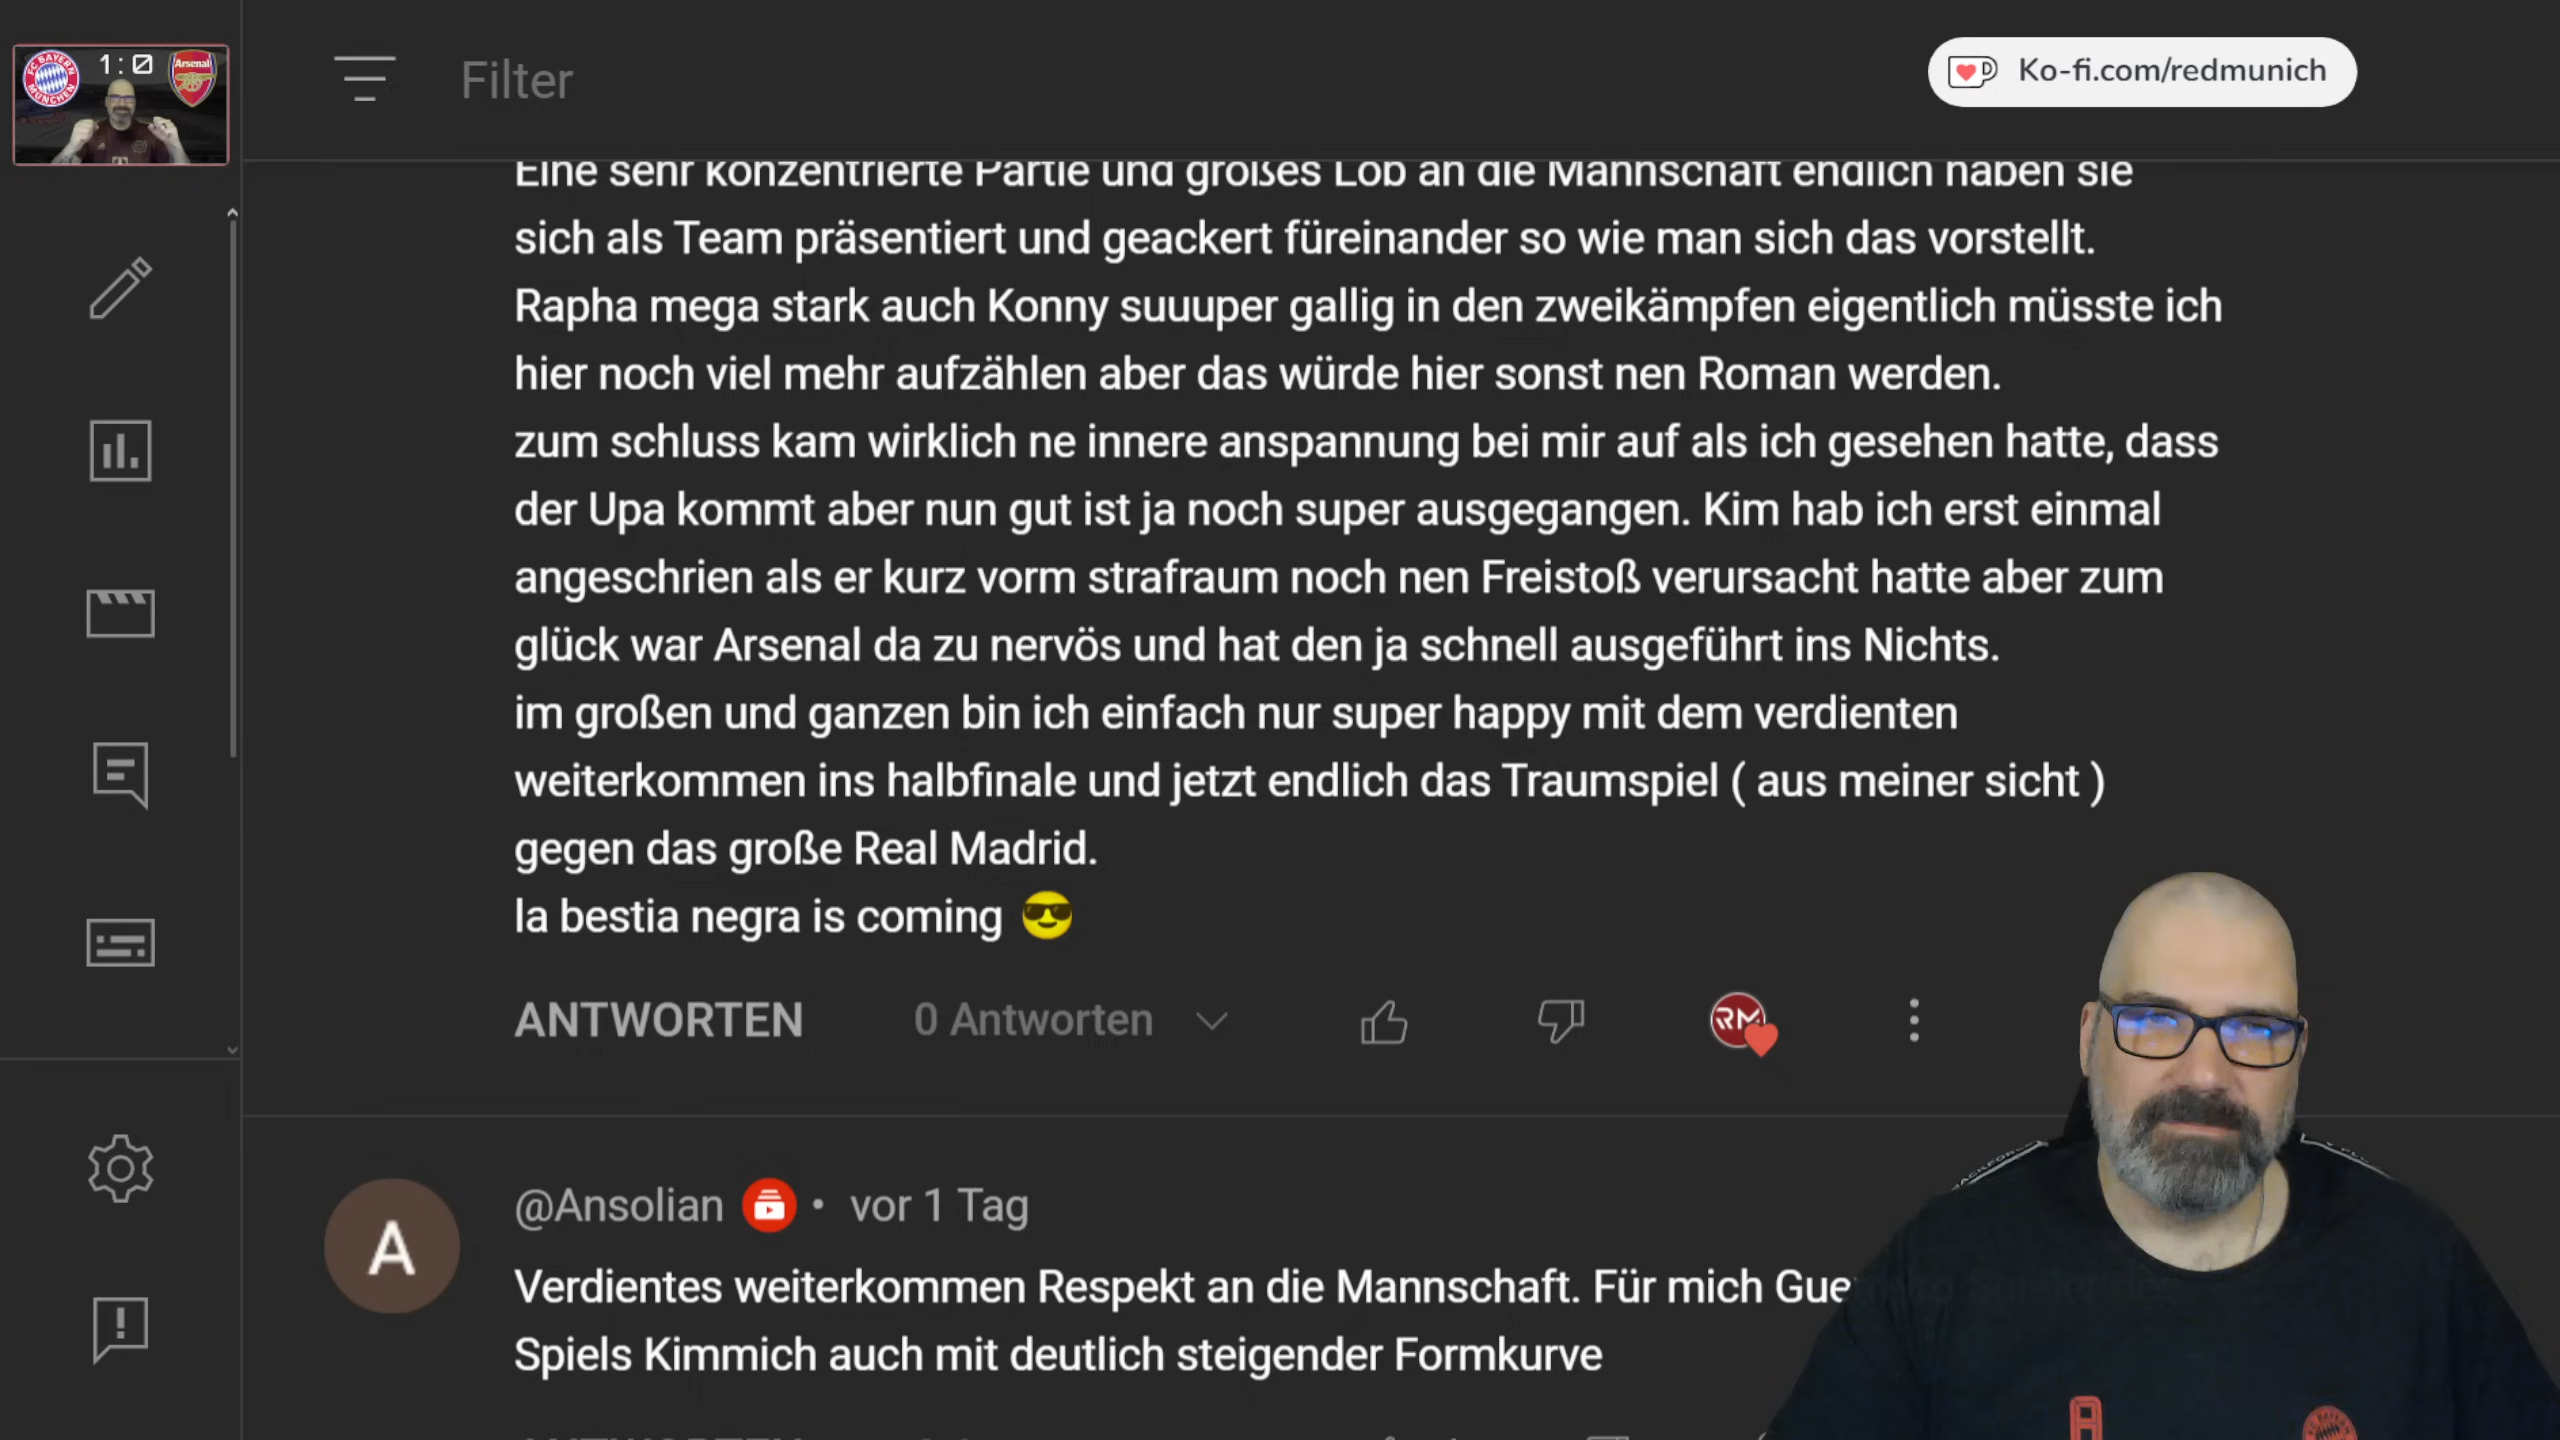 1:0
Arsenal
FC BAYERN
MÜNCHEN
Filter
Ko-fi.com/redmunich
Eine sehr konzentrierte Partie und großes Lob an die Mannschaft endlich haben sie
sich als Team präsentiert und geackert füreinander so wie man sich das vorstellt.
Rapha mega stark auch Konny suuuper gallig in den zweikämpfen eigentlich müsste ich
hier noch viel mehr aufzählen aber das würde hier sonst nen Roman werden.
zum schluss kam wirklich ne innere anspannung bei mir auf als ich gesehen hatte, dass
der Upa kommt aber nun gut ist ja noch super ausgegangen. Kim hab ich erst einmal
angeschrien als er kurz vorm strafraum noch nen Freistoß verursacht hatte aber zum
glück war Arsenal da zu nervös und hat den ja schnell ausgeführt ins Nichts.
im großen und ganzen bin ich einfach nur super happy mit dem verdienten
weiterkommen ins halbfinale und jetzt endlich das Traumspiel ( aus meiner sicht )
gegen das große Real Madrid.
la bestia negra is coming 😎
ANTWORTEN 0 Antworten
RM
A
@Ansolian • vor 1 Tag
Verdientes weiterkommen Respekt an die Mannschaft. Für mich Gue
Spiels Kimmich auch mit deutlich steigender Formkurve